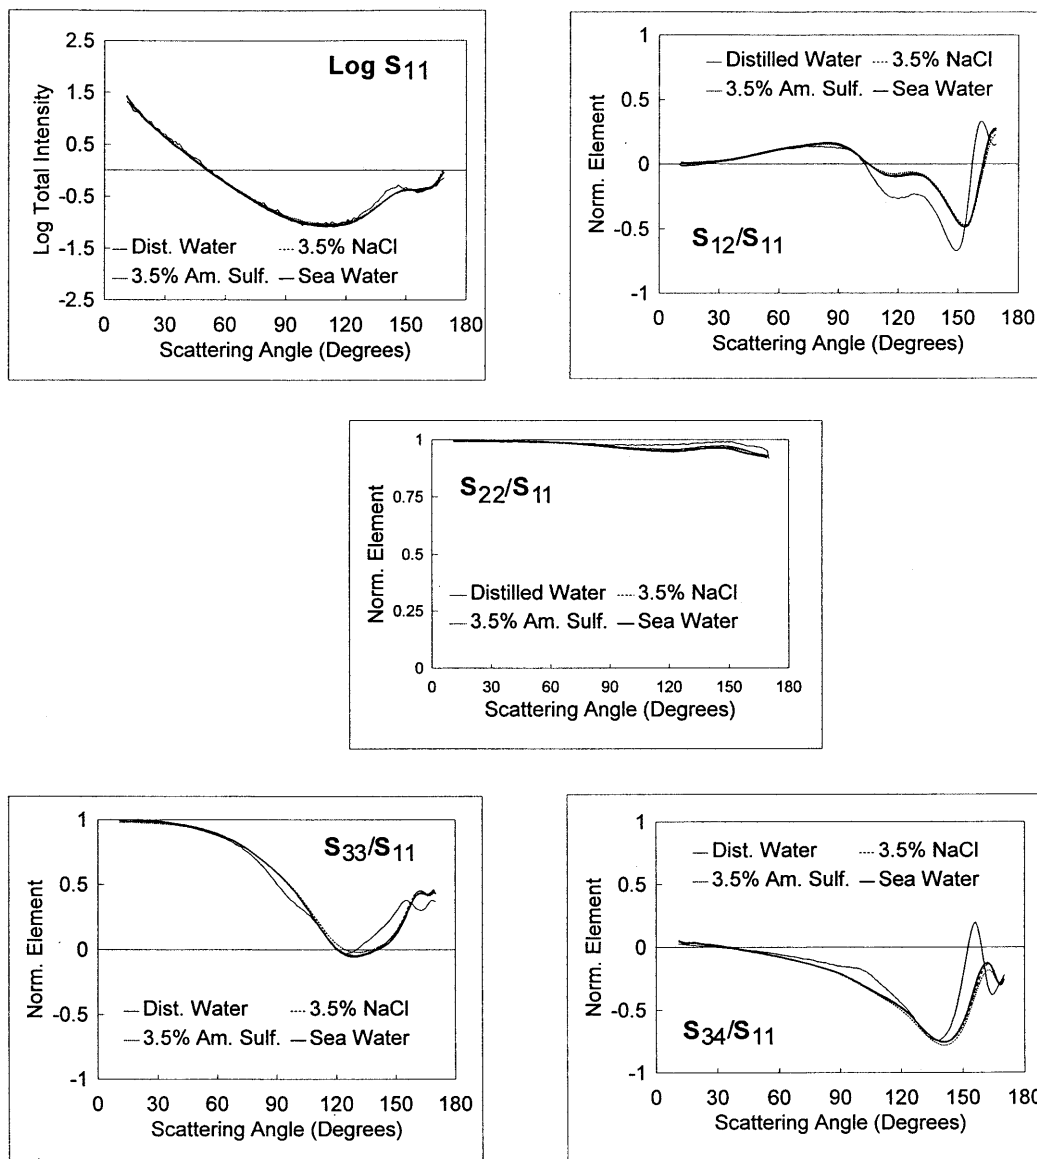 2.5
Log S11
1.5
0.5
-0.5
-1.5
-2.5
Log Total Intensity
Dist. Water 3.5% NaCl
3.5% Am. Sulf. Sea Water
0 30 60 90 120 150 180
Scattering Angle (Degrees)
1
0.5
0
-0.5
-1
Norm. Element
Distilled Water 3.5% NaCl
3.5% Am. Sulf. Sea Water
S12/S11
0 30 60 90 120 150 180
Scattering Angle (Degrees)
1
0.75
0.5
0.25
0
Norm. Element
S22/S11
Distilled Water 3.5% NaCl
3.5% Am. Sulf. Sea Water
0 30 60 90 120 150 180
Scattering Angle (Degrees)
1
0.5
0
-0.5
-1
Norm. Element
S33/S11
Dist. Water 3.5% NaCl
3.5% Am. Sulf. Sea Water
0 30 60 90 120 150 180
Scattering Angle (Degrees)
1
0.5
0
-0.5
-1
Norm. Element
Dist. Water 3.5% NaCl
3.5% Am. Sulf. Sea Water
S34/S11
0 30 60 90 120 150 180
Scattering Angle (Degrees)